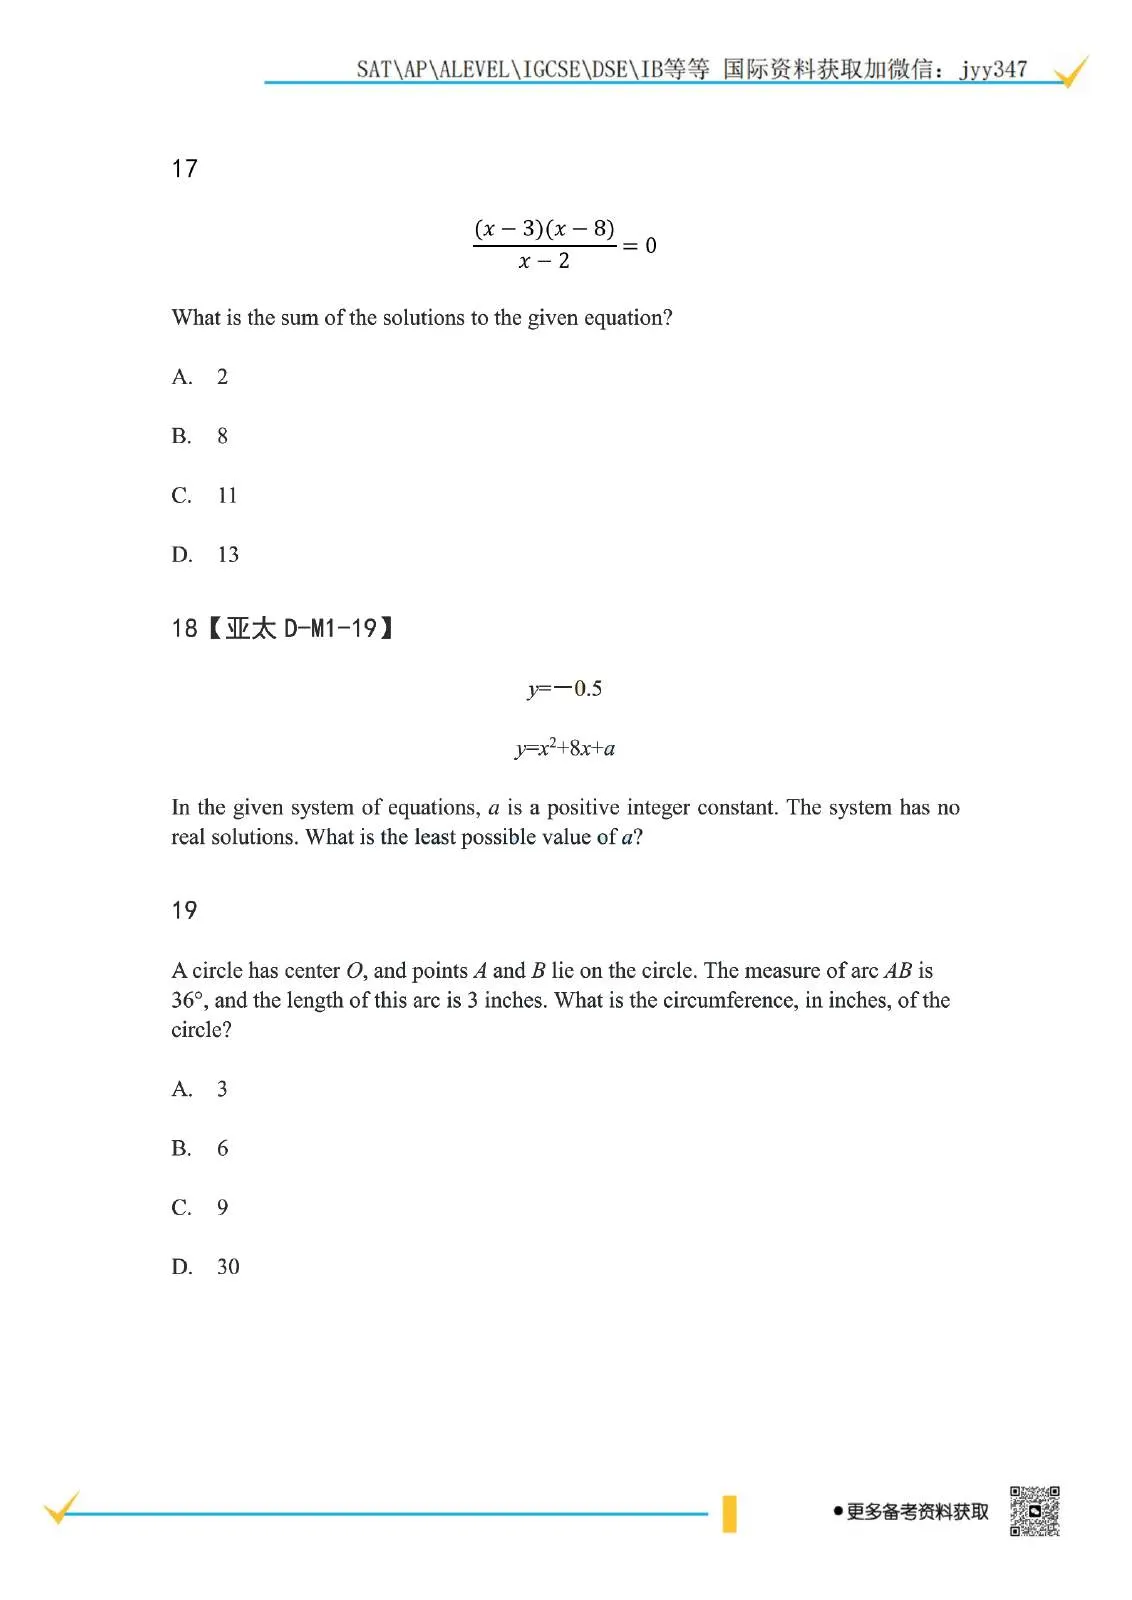 SAT\AP\ALEVEL\IGCSE\DSE\IB等等 国际资料获取加微信: jyy347
17
(x − 3)(x − 8)
x − 2
= 0
What is the sum of the solutions to the given equation?
A. 2
B. 8
C. 11
D. 13
18【亚太 D-M1-19】
y=−0.5
y=x²+8x+a
In the given system of equations, a is a positive integer constant. The system has no
real solutions. What is the least possible value of a?
19
A circle has center O, and points A and B lie on the circle. The measure of arc AB is
36°, and the length of this arc is 3 inches. What is the circumference, in inches, of the
circle?
A. 3
B. 6
C. 9
D. 30
●更多备考资料获取